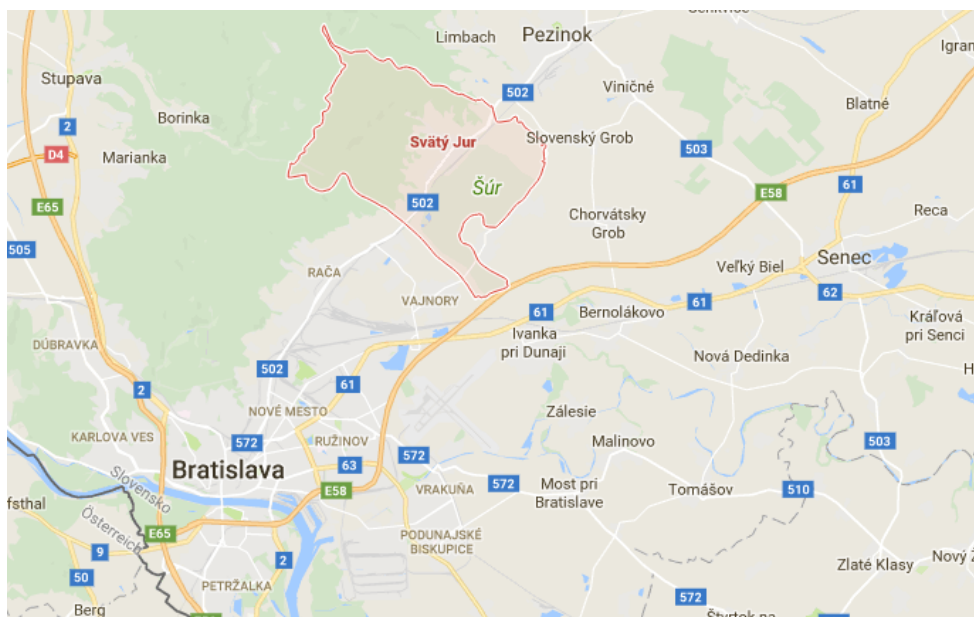 Limbach
Pezinok
Igran
Stupava
502
Viničné
Blatné
Borinka
2
Svätý Jur
Slovenský Grob
D4
Marianka
503
Šúr
61
E58
E65
502
Chorvátsky
Grob
Reca
505
RAČA
Veľký Biel
Senec
VAJNORY
61
62
61
Bernolákovo
Ivanka
pri Dunaji
Kráľová
pri Senci
DÚBRAVKA
502
Nová Dedinka
H
2
61
NOVÉ MESTO
Zálesie
KARLOVA VES
572
RUŽINOV
Malinovo
503
Bratislava
63
572
Slovensko
E58
VRAKUŇA
572
Most pri
Bratislave
Tomášov
510
fsthal
Österreich
E65
PODUNAJSKÉ
BISKUPICE
9
2
50
PETRŽALKA
Zlaté Klasy
Nový
572
Berg